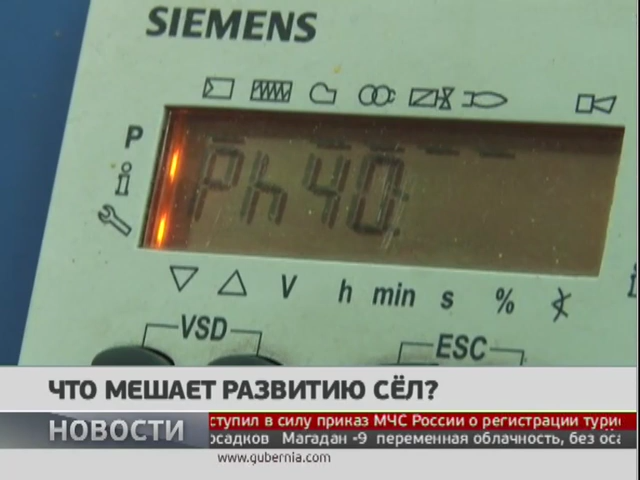 SIEMENS
P
i
Ph40:
V h min s %
VSD
ESC
ЧТО МЕШАЕТ РАЗВИТИЮ СЁЛ?
НОВОСТИ
ступил в силу приказ МЧС России о регистрации тури
осадков Магадан -9 переменная облачность, без оса
www.gubernia.com